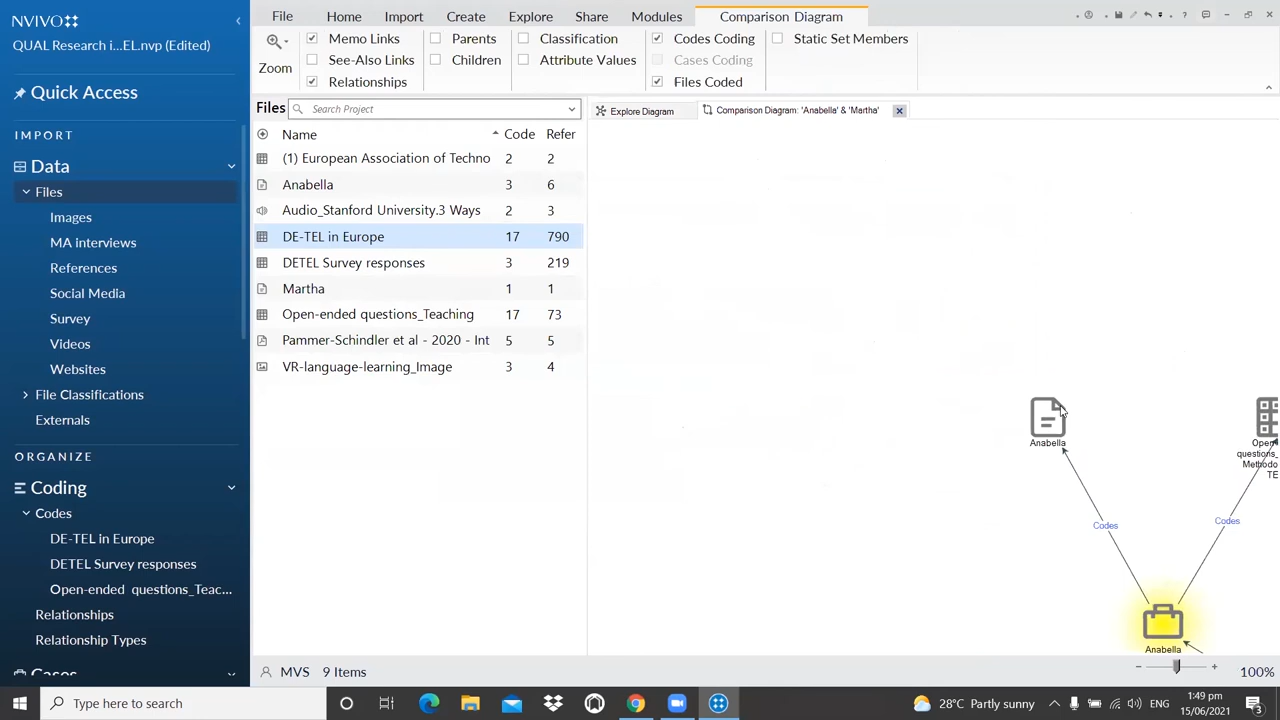 NVIVO
QUAL Research i...EL.nvp (Edited)
Quick Access
IMPORT
Data
Files
Images
MA interviews
References
Social Media
Survey
Videos
Websites
File Classifications
Externals
ORGANIZE
Coding
Codes
DE-TEL in Europe
DETEL Survey responses
Open-ended questions_Teac...
Relationships
Relationship Types
Cases
File Home Import Create Explore Share Modules Comparison Diagram
Zoom
Memo Links
See-Also Links
Relationships
Parents
Children
Classification
Attribute Values
Codes Coding
Cases Coding
Files Coded
Static Set Members
Files Search Project
Name Code Refer
(1) European Association of Techno 2 2
Anabella 3 6
Audio_Stanford University.3 Ways 2 3
DE-TEL in Europe 17 790
DETEL Survey responses 3 219
Martha 1 1
Open-ended questions_Teaching 17 73
Pammer-Schindler et al - 2020 - Int 5 5
VR-language-learning_Image 3 4
Explore Diagram Comparison Diagram: 'Anabella' & 'Martha'
Anabella
Open-
questions_
Methodo
TE
Codes
Codes
Anabella
MVS 9 Items
100%
Type here to search
28°C Partly sunny
1:49 pm
15/06/2021